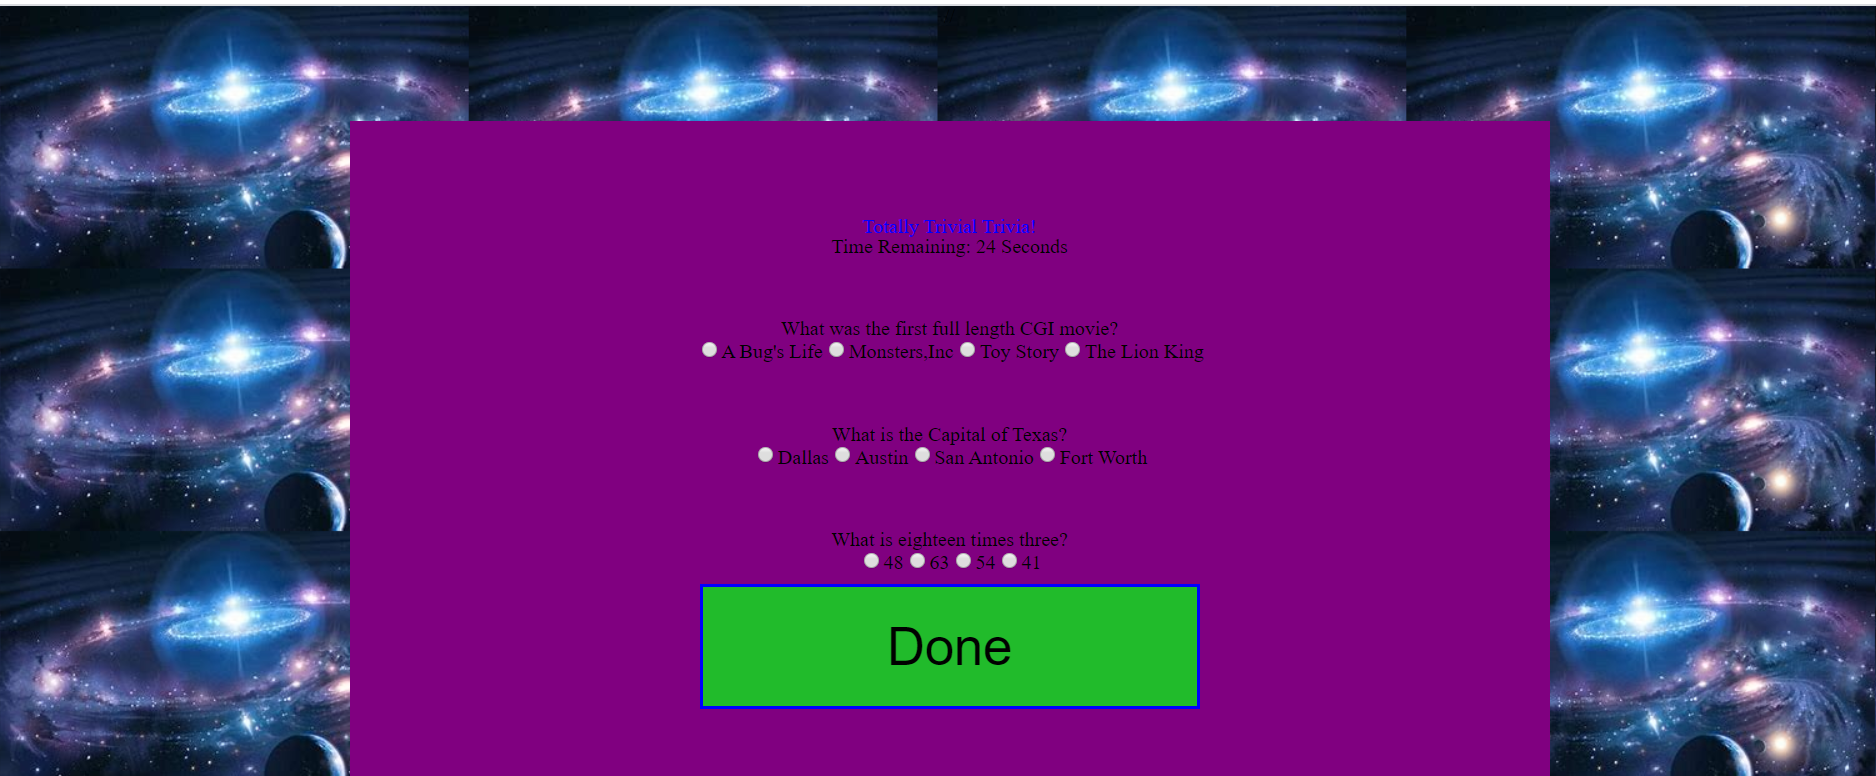 Totally Trivial Trivia!
Time Remaining: 24 Seconds
What was the first full length CGI movie?
A Bug's Life Monsters,Inc Toy Story The Lion King
What is the Capital of Texas?
Dallas Austin San Antonio Fort Worth
What is eighteen times three?
48 63 54 41
Done